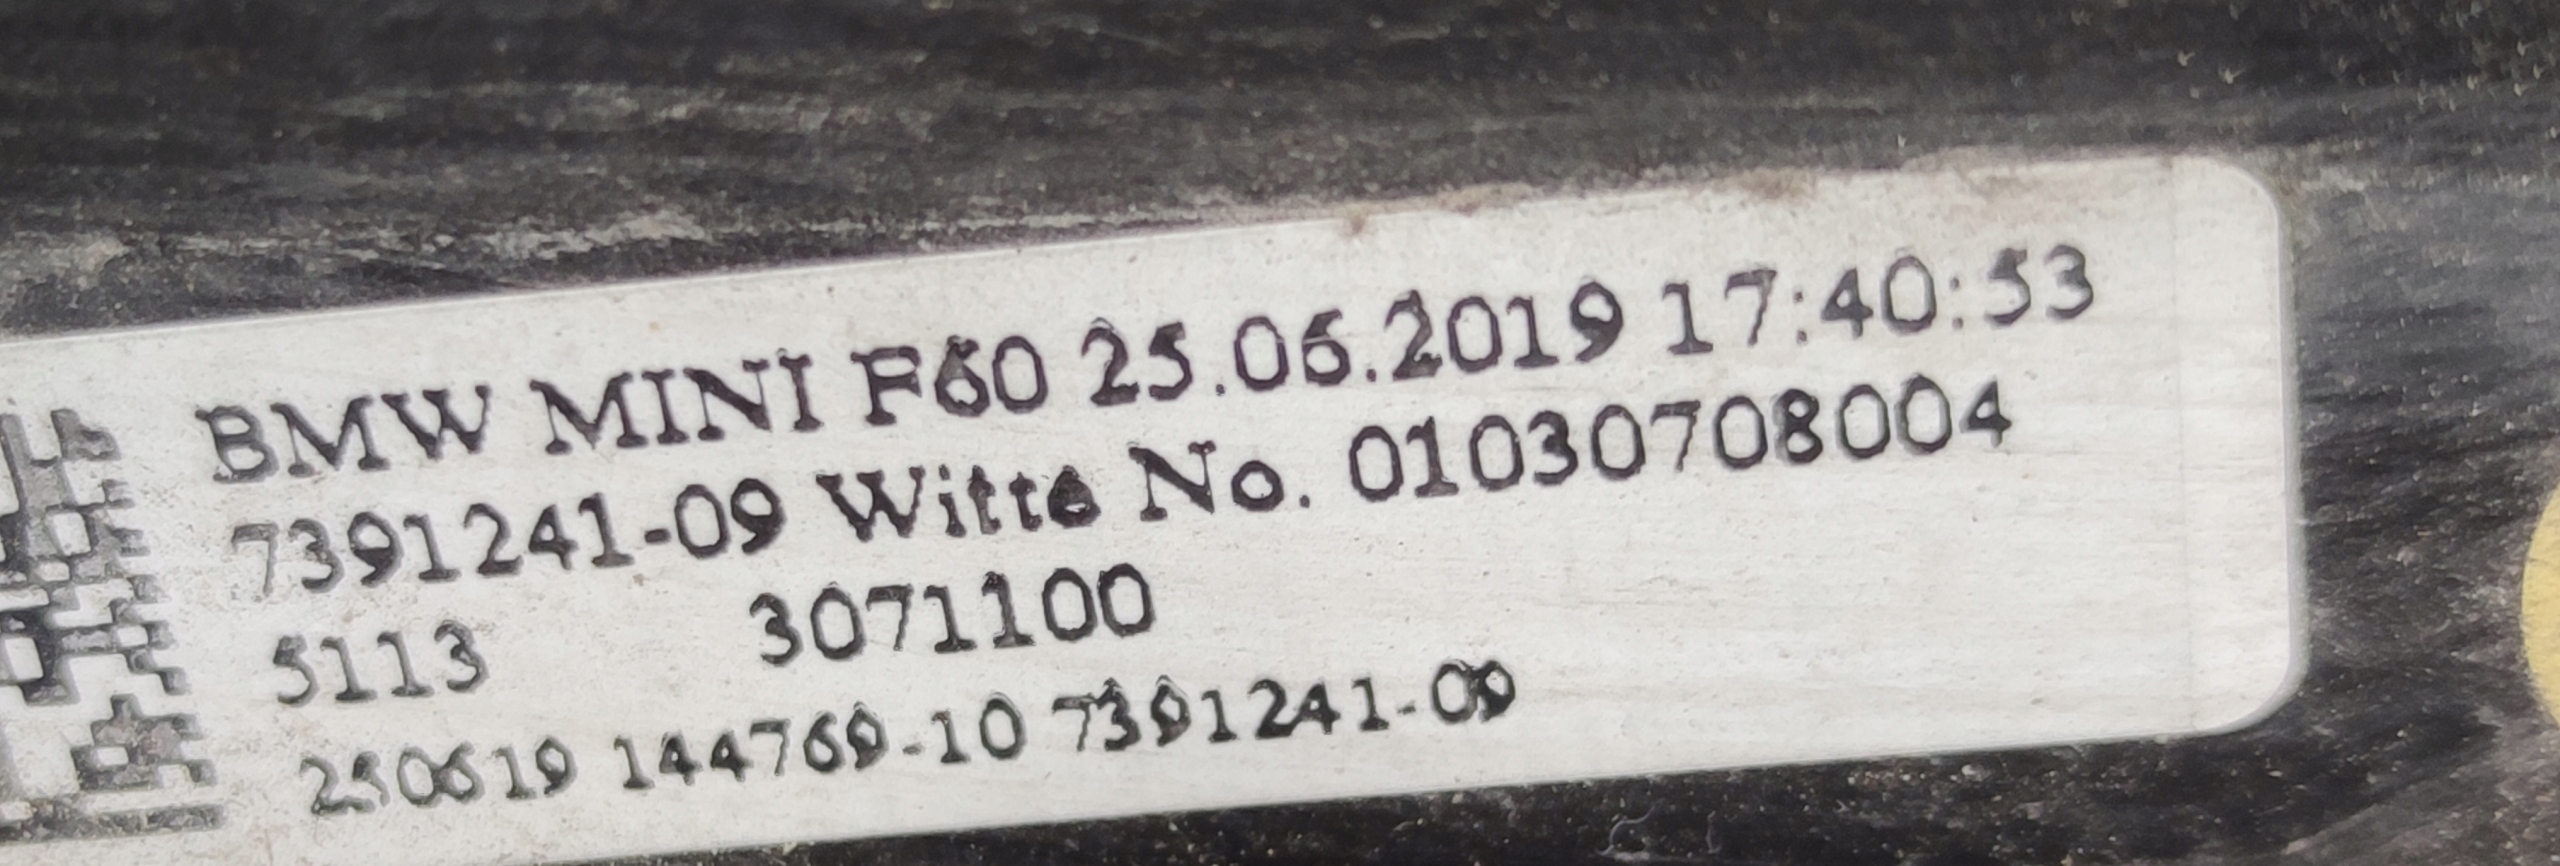 BMW MINI F60 25.06.2019 17:40:53
7391241-09 Witte No. 01030708004
5113 3071100
250619 144769-10 7391241-09